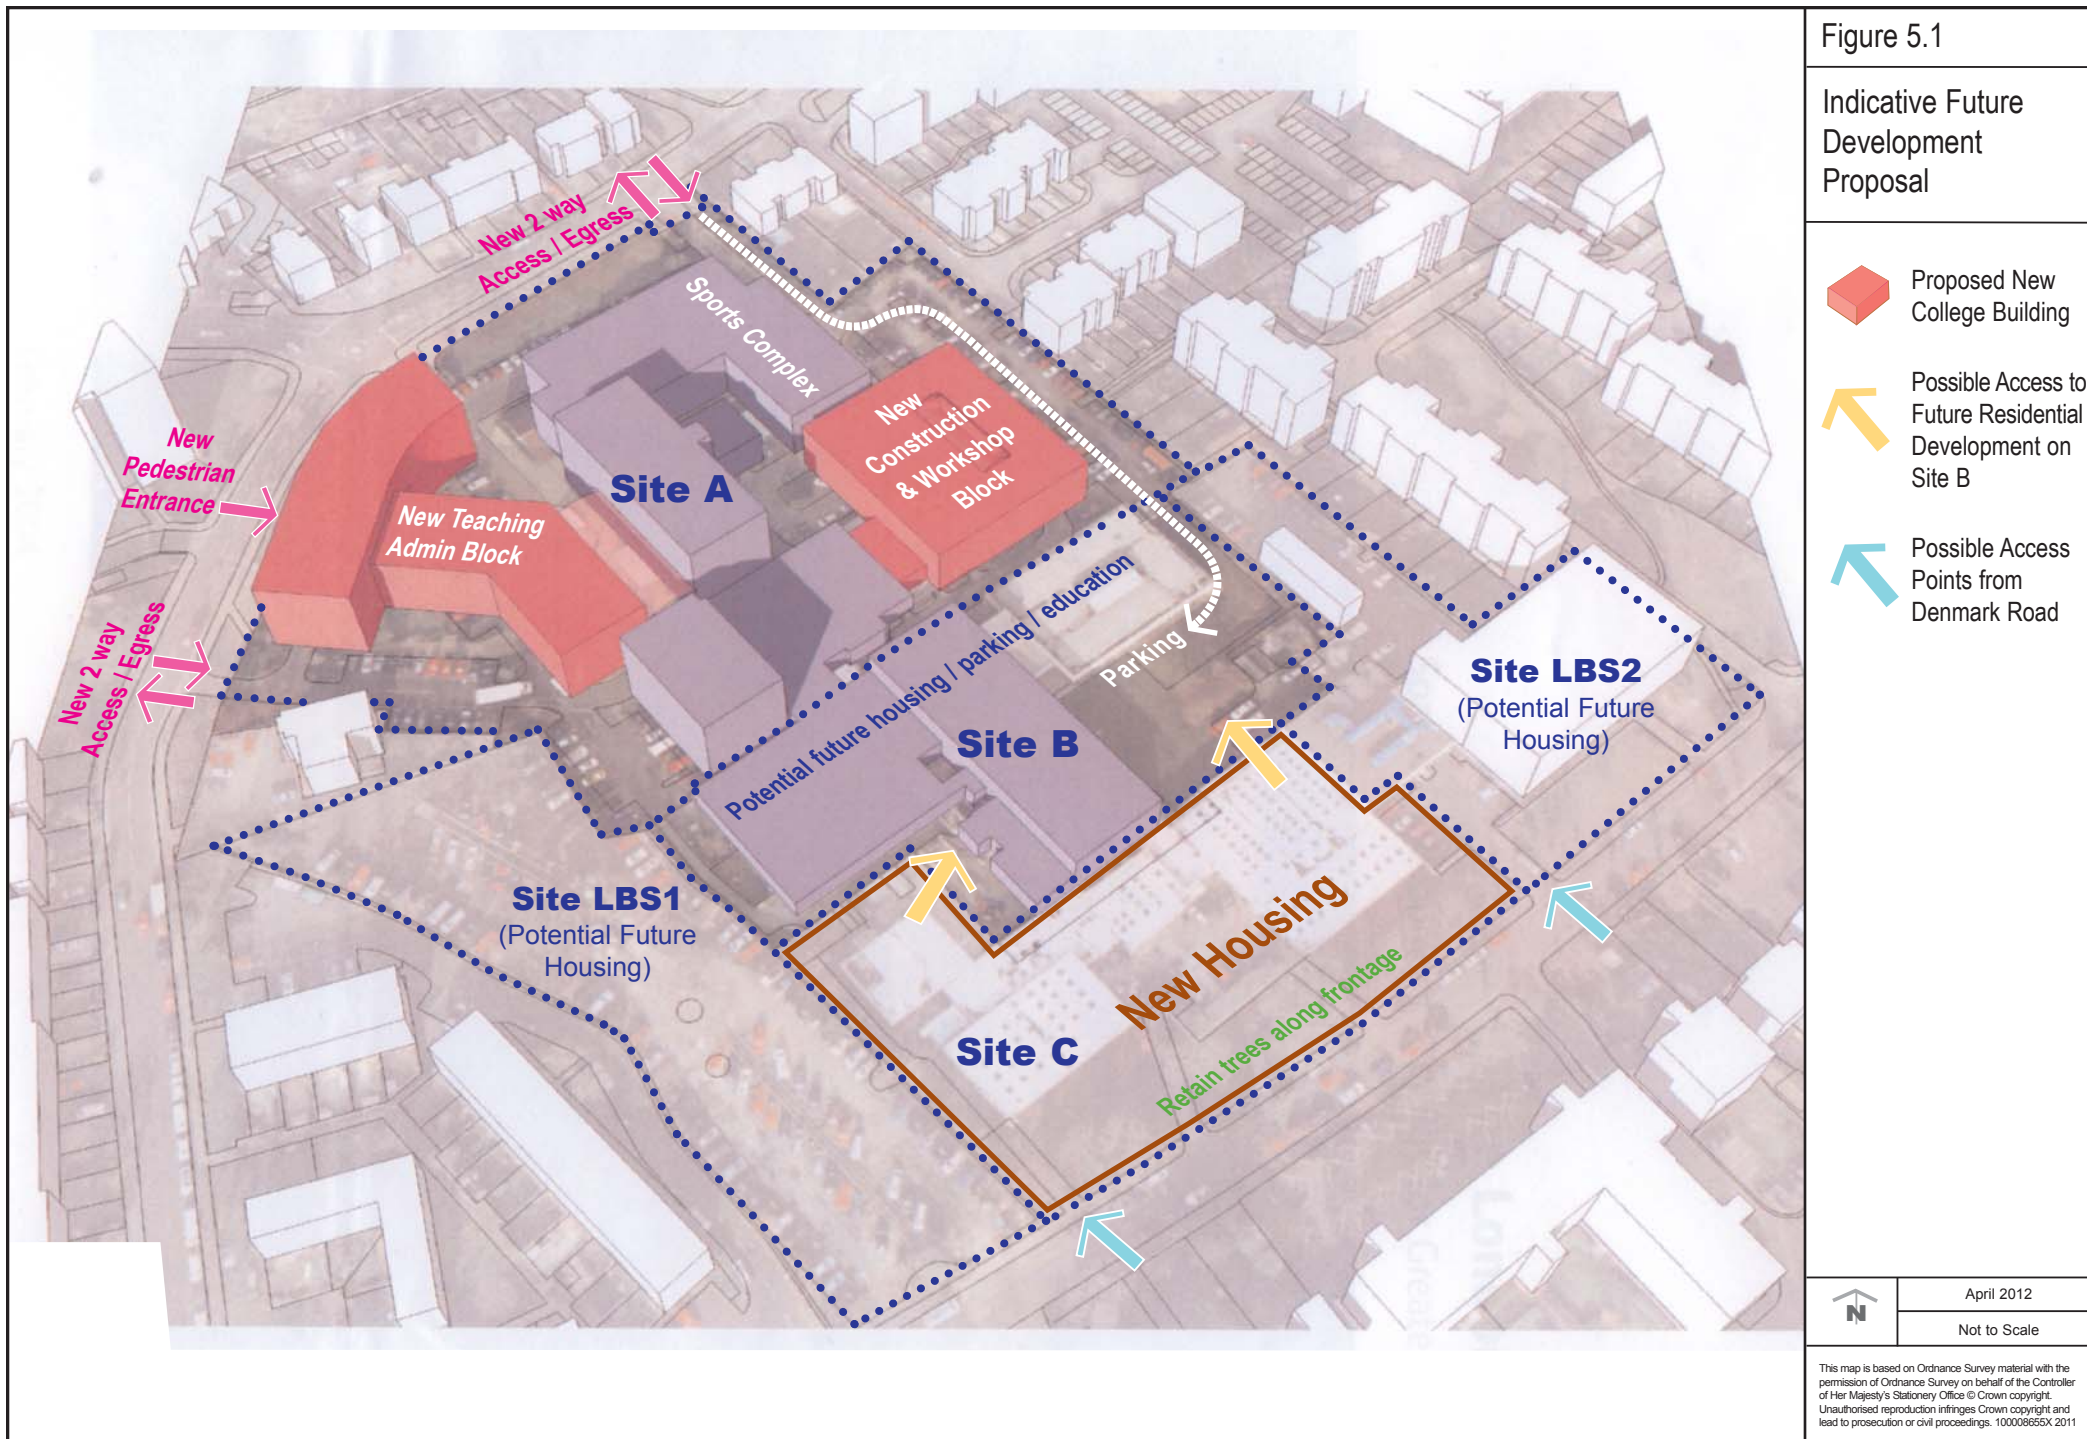 Figure 5.1
Indicative Future
Development
Proposal
Proposed New
College Building
Possible Access to
Future Residential
Development on
Site B
Possible Access
Points from
Denmark Road
April 2012
N
Not to Scale
This map is based on Ordnance Survey material with the
permission of Ordnance Survey on behalf of the Controller
of Her Majesty's Stationery Office © Crown copyright.
Unauthorised reproduction infringes Crown copyright and
lead to prosecution or civil proceedings. 100008655X 2011
New 2 way
Access / Egress
Sports Complex
New
Construction
& Workshop
Block
New
Pedestrian
Entrance
Site A
New Teaching
Admin Block
New 2 way
Access / Egress
Potential future housing / parking / education
Parking
Site B
Site LBS2
(Potential Future
Housing)
Site LBS1
(Potential Future
Housing)
New Housing
Site C
Retain trees along frontage